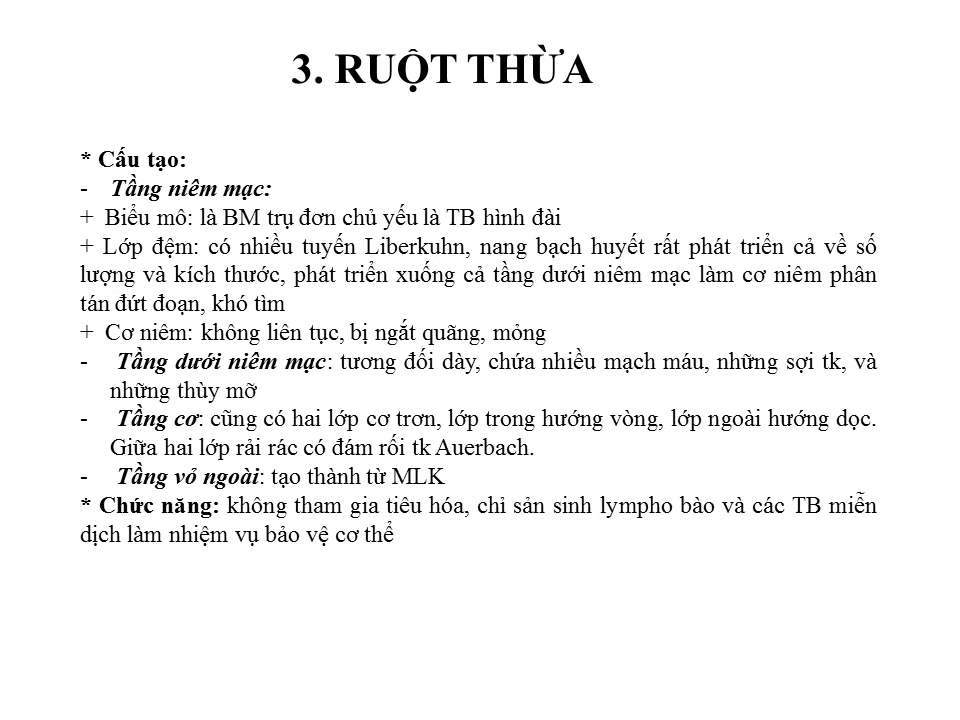 3. RUỘT THỪA
* Cấu tạo:
- Tầng niêm mạc:
+ Biểu mô: là BM trụ đơn chủ yếu là TB hình đài
+ Lớp đệm: có nhiều tuyến Liberkuhn, nang bạch huyết rất phát triển cả về số
lượng và kích thước, phát triển xuống cả tầng dưới niêm mạc làm cơ niêm phân
tán đứt đoạn, khó tìm
+ Cơ niêm: không liên tục, bị ngắt quãng, mỏng
- Tầng dưới niêm mạc: tương đối dày, chứa nhiều mạch máu, những sợi tk, và
những thùy mỡ
- Tầng cơ: cũng có hai lớp cơ trơn, lớp trong hướng vòng, lớp ngoài hướng dọc.
Giữa hai lớp rải rác có đám rối tk Auerbach.
- Tầng vỏ ngoài: tạo thành từ MLK
* Chức năng: không tham gia tiêu hóa, chỉ sản sinh lympho bào và các TB miễn
dịch làm nhiệm vụ bảo vệ cơ thể